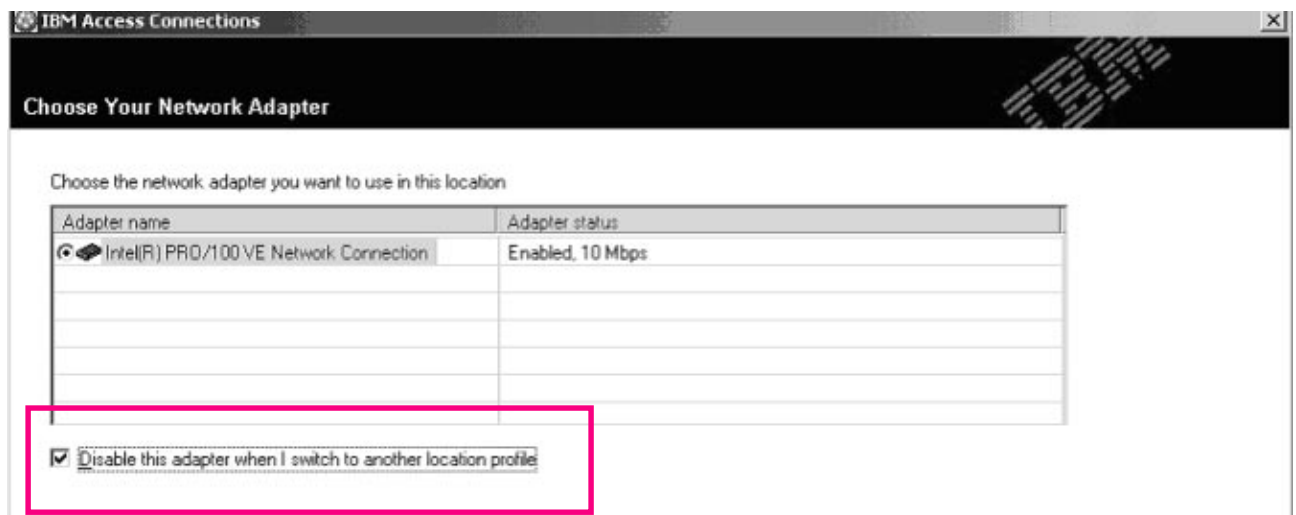 IBM Access Connections
IBM
Choose Your Network Adapter
Choose the network adapter you want to use in this location
Adapter name Adapter status
Intel(R) PRO/100 VE Network Connection Enabled, 10 Mbps
Disable this adapter when I switch to another location profile